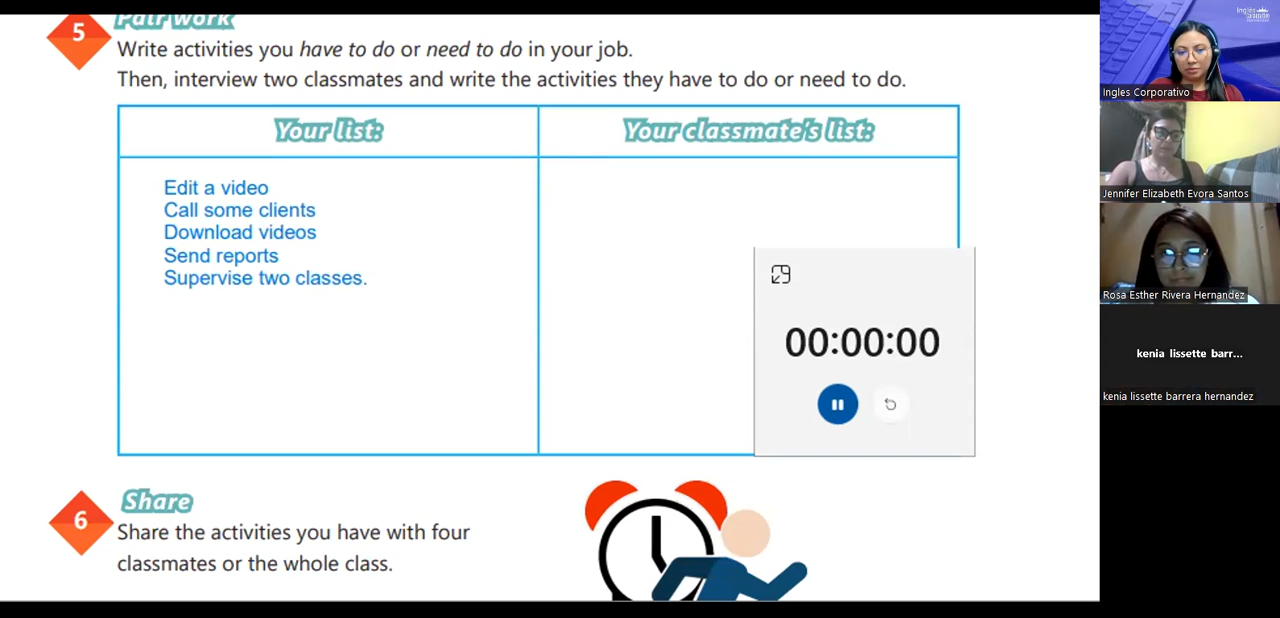 5
Pair work
Write activities you have to do or need to do in your job.
Then, interview two classmates and write the activities they have to do or need to do.
Your list:
Your classmate's list:
Edit a video
Call some clients
Download videos
Send reports
Supervise two classes.
00:00:00
6
Share
Share the activities you have with four
classmates or the whole class.
Inglés
Ingles Corporativo
Jennifer Elizabeth Evora Santos
Rosa Esther Rivera Hernandez
kenia lissette barr...
kenia lissette barrera hernandez